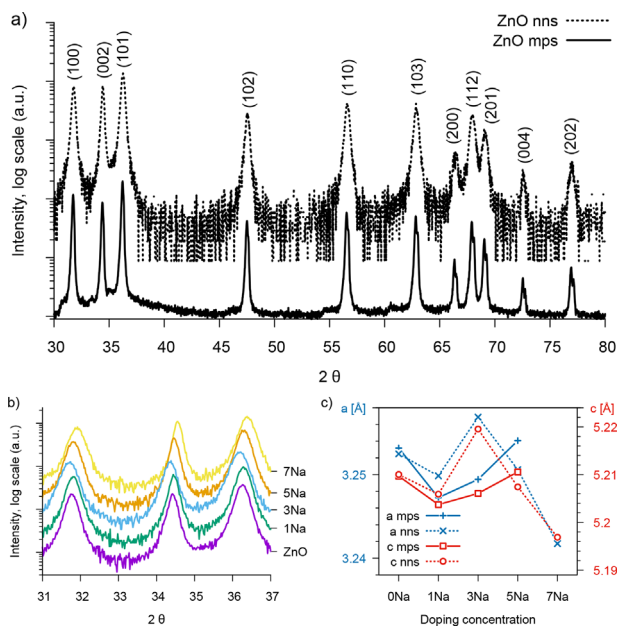 a)
ZnO nns
ZnO mps
Intensity, log scale (a.u.)
(100)
(002)
(101)
(102)
(110)
(103)
(200)
(112)
(201)
(004)
(202)
30 35 40 45 50 55 60 65 70 75 80
2 θ
b)
Intensity, log scale (a.u.)
7Na
5Na
3Na
1Na
ZnO
31 32 33 34 35 36 37
2 θ
c)
a [Å]
c [Å]
3.25
3.24
5.22
5.21
5.2
5.19
a mps
a nns
c mps
c nns
0Na 1Na 3Na 5Na 7Na
Doping concentration